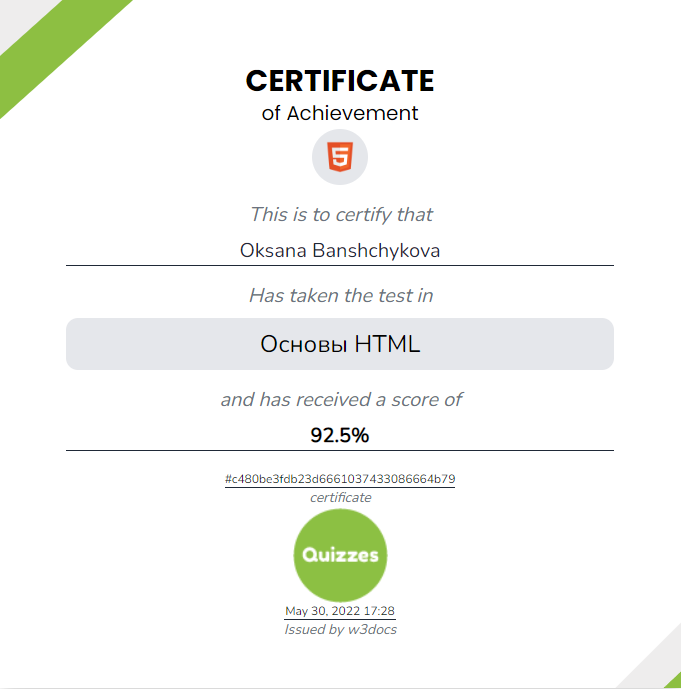 CERTIFICATE
of Achievement
5
This is to certify that
Oksana Banshchykova
Has taken the test in
Основы HTML
and has received a score of
92.5%
#c480be3fdb23d6661037433086664b79
certificate
Quizzes
May 30, 2022 17:28
Issued by w3docs